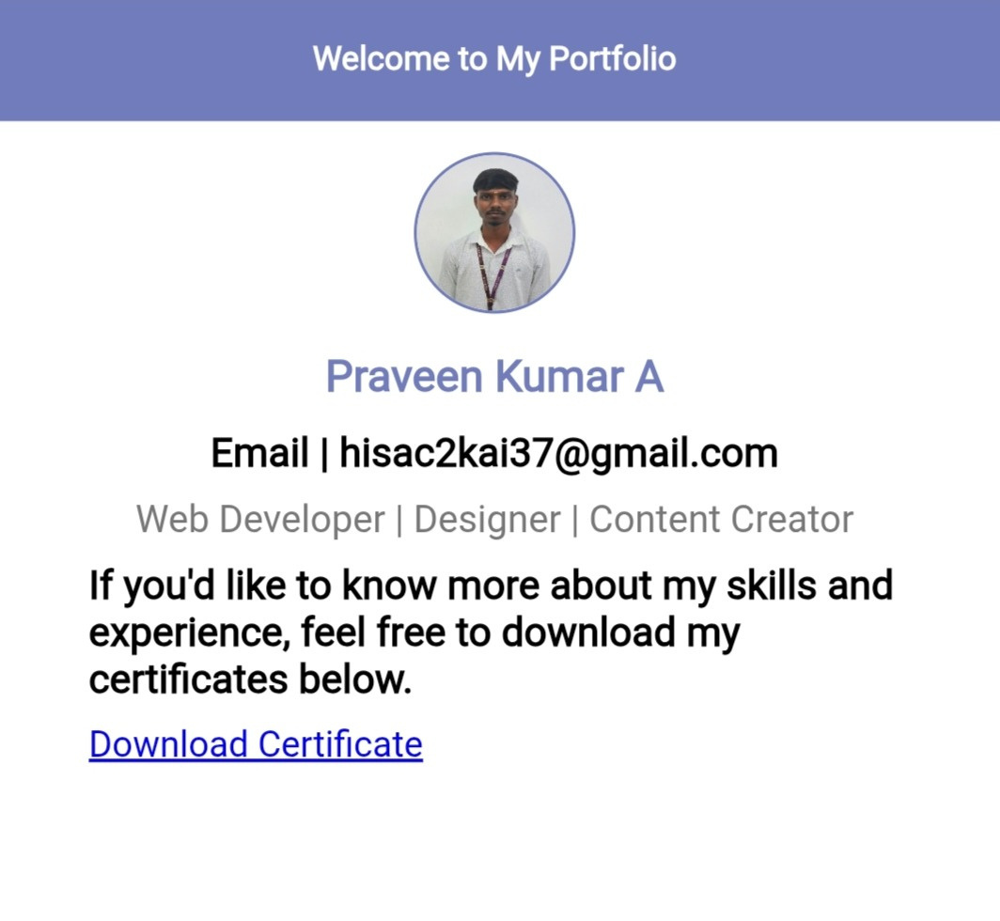 Welcome to My Portfolio
Praveen Kumar A
Email | hisac2kai37@gmail.com
Web Developer | Designer | Content Creator
If you'd like to know more about my skills and
experience, feel free to download my
certificates below.
Download Certificate